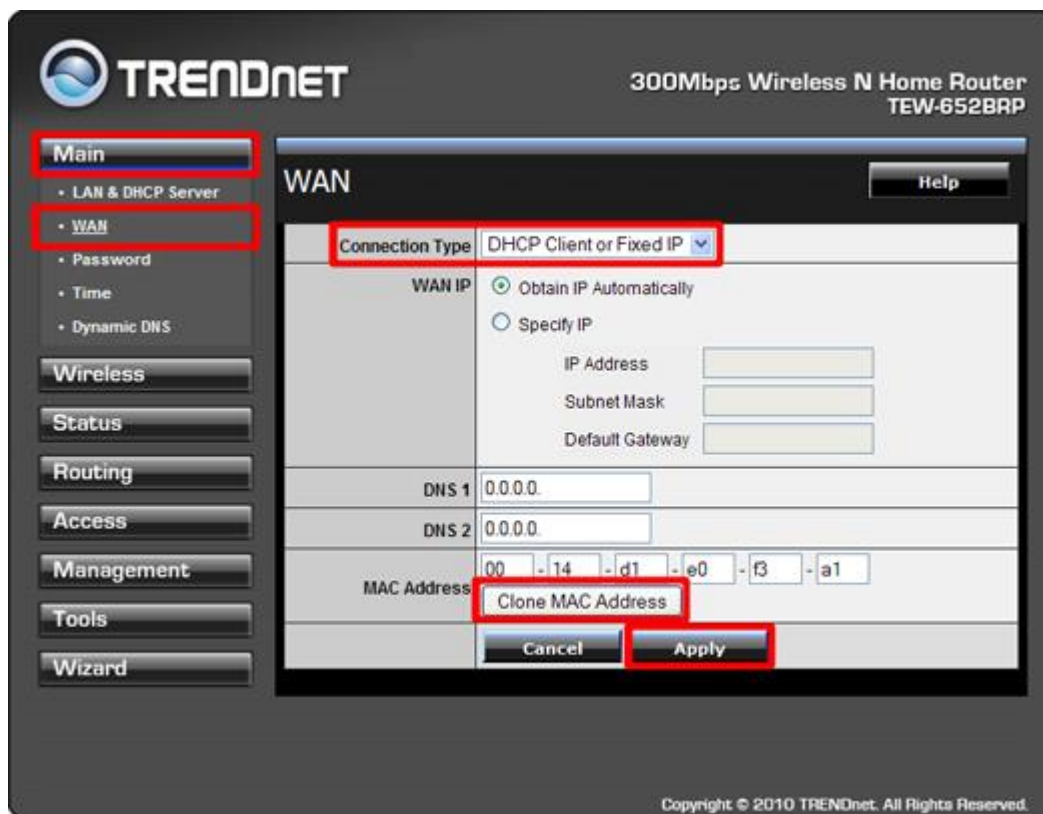 TRENDNET
300Mbps Wireless N Home Router
TEW-652BRP
Main
• LAN & DHCP Server
• WAN
• Password
• Time
• Dynamic DNS
Wireless
Status
Routing
Access
Management
Tools
Wizard
WAN
Help
Connection Type DHCP Client or Fixed IP
WAN IP Obtain IP Automatically
Specify IP
IP Address
Subnet Mask
Default Gateway
DNS 1 0.0.0.0.
DNS 2 0.0.0.0.
MAC Address 00 - 14 - d1 - e0 - f3 - a1
Clone MAC Address
Cancel Apply
Copyright © 2010 TRENDnet. All Rights Reserved.